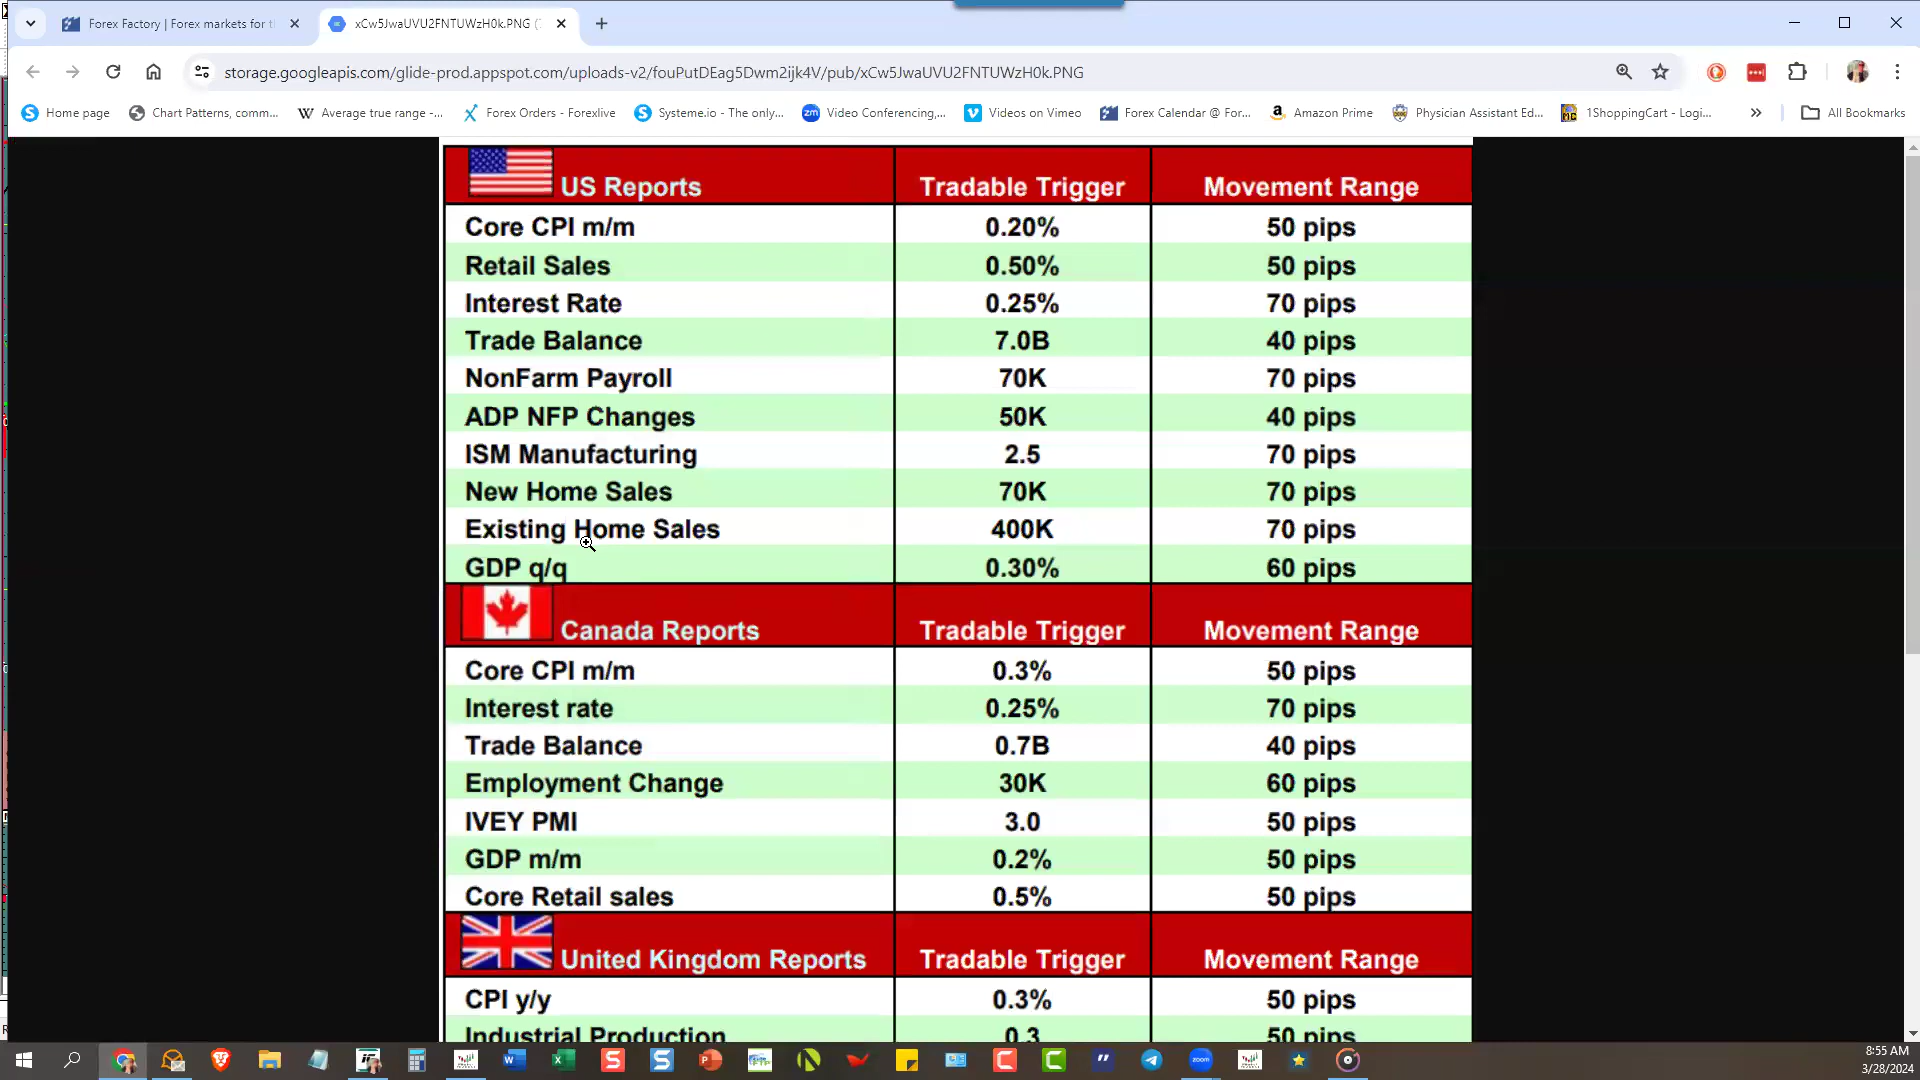 Forex Factory | Forex markets for t
xCw5JwaUVU2FNTUWzH0k.PNG (
storage.googleapis.com/glide-prod.appspot.com/uploads-v2/fouPutDEag5Dwm2ijk4V/pub/xCw5JwaUVU2FNTUWzH0k.PNG
Home page Chart Patterns, comm... Average true range -... Forex Orders - Forexlive Systeme.io - The only... Video Conferencing,... Videos on Vimeo Forex Calendar @ For... Amazon Prime Physician Assistant Ed... 1ShoppingCart - Logi... » All Bookmarks
US Reports Tradable Trigger Movement Range
Core CPI m/m 0.20% 50 pips
Retail Sales 0.50% 50 pips
Interest Rate 0.25% 70 pips
Trade Balance 7.0B 40 pips
NonFarm Payroll 70K 70 pips
ADP NFP Changes 50K 40 pips
ISM Manufacturing 2.5 70 pips
New Home Sales 70K 70 pips
Existing Home Sales 400K 70 pips
GDP q/q 0.30% 60 pips
Canada Reports Tradable Trigger Movement Range
Core CPI m/m 0.3% 50 pips
Interest rate 0.25% 70 pips
Trade Balance 0.7B 40 pips
Employment Change 30K 60 pips
IVEY PMI 3.0 50 pips
GDP m/m 0.2% 50 pips
Core Retail sales 0.5% 50 pips
United Kingdom Reports Tradable Trigger Movement Range
CPI y/y 0.3% 50 pips
Industrial Production 0.3 50 pips
8:55 AM
3/28/2024